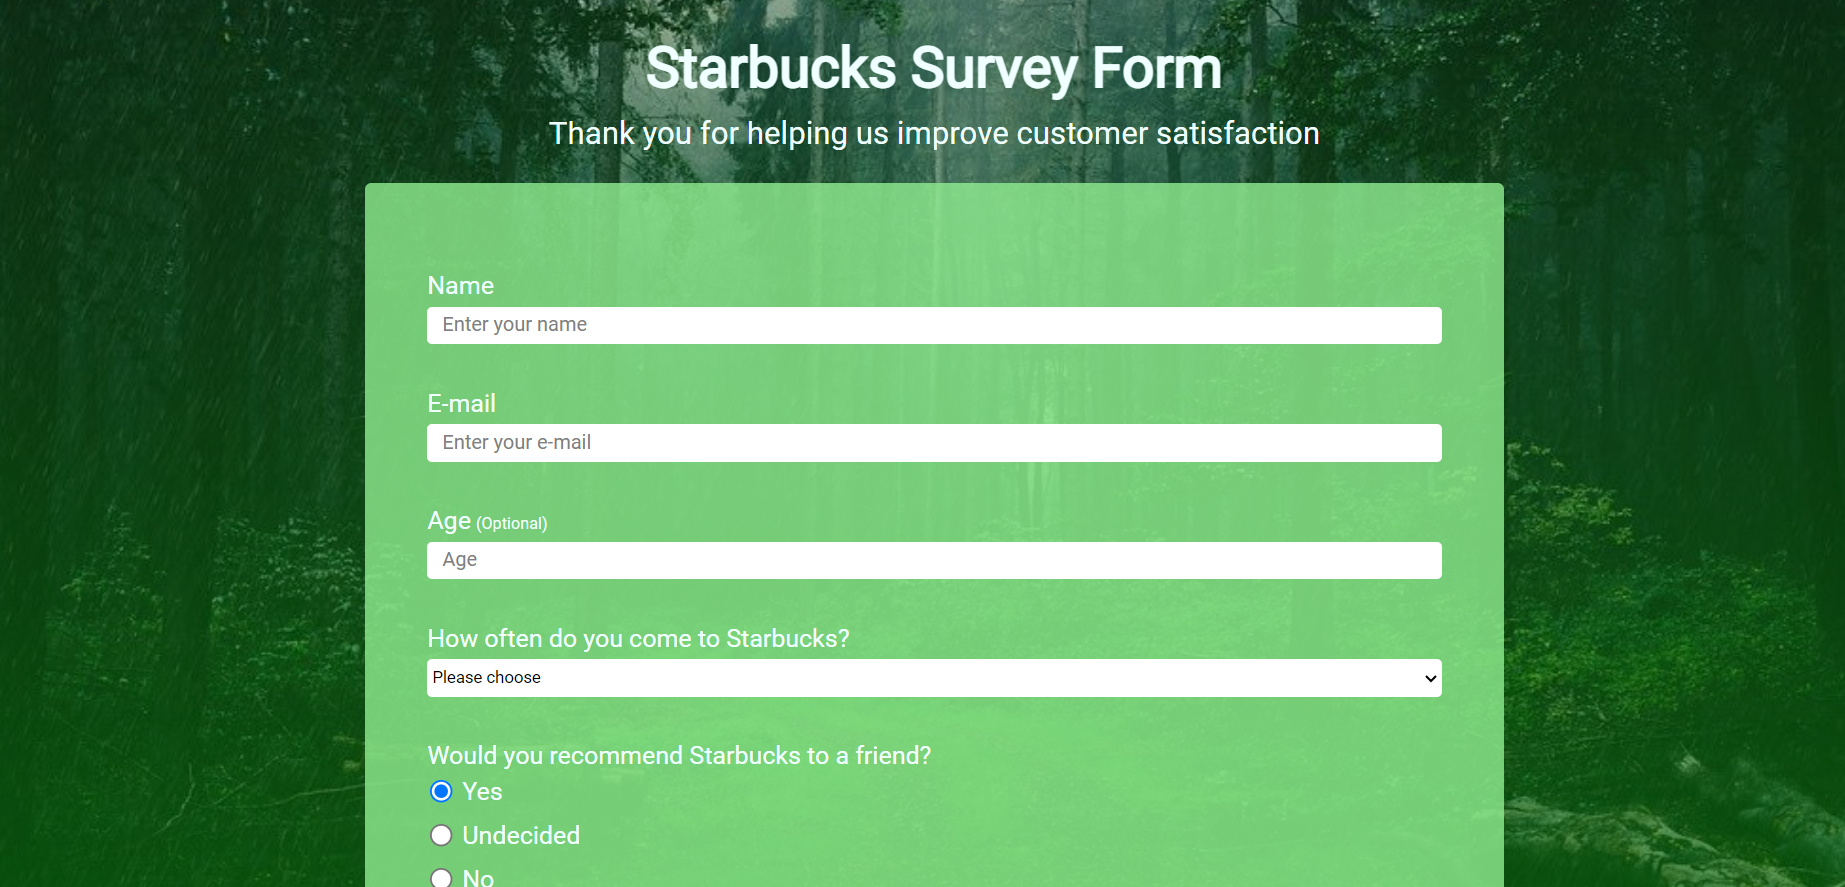 Starbucks Survey Form
Thank you for helping us improve customer satisfaction
Name
Enter your name
E-mail
Enter your e-mail
Age (Optional)
Age
How often do you come to Starbucks?
Please choose
Would you recommend Starbucks to a friend?
Yes
Undecided
No